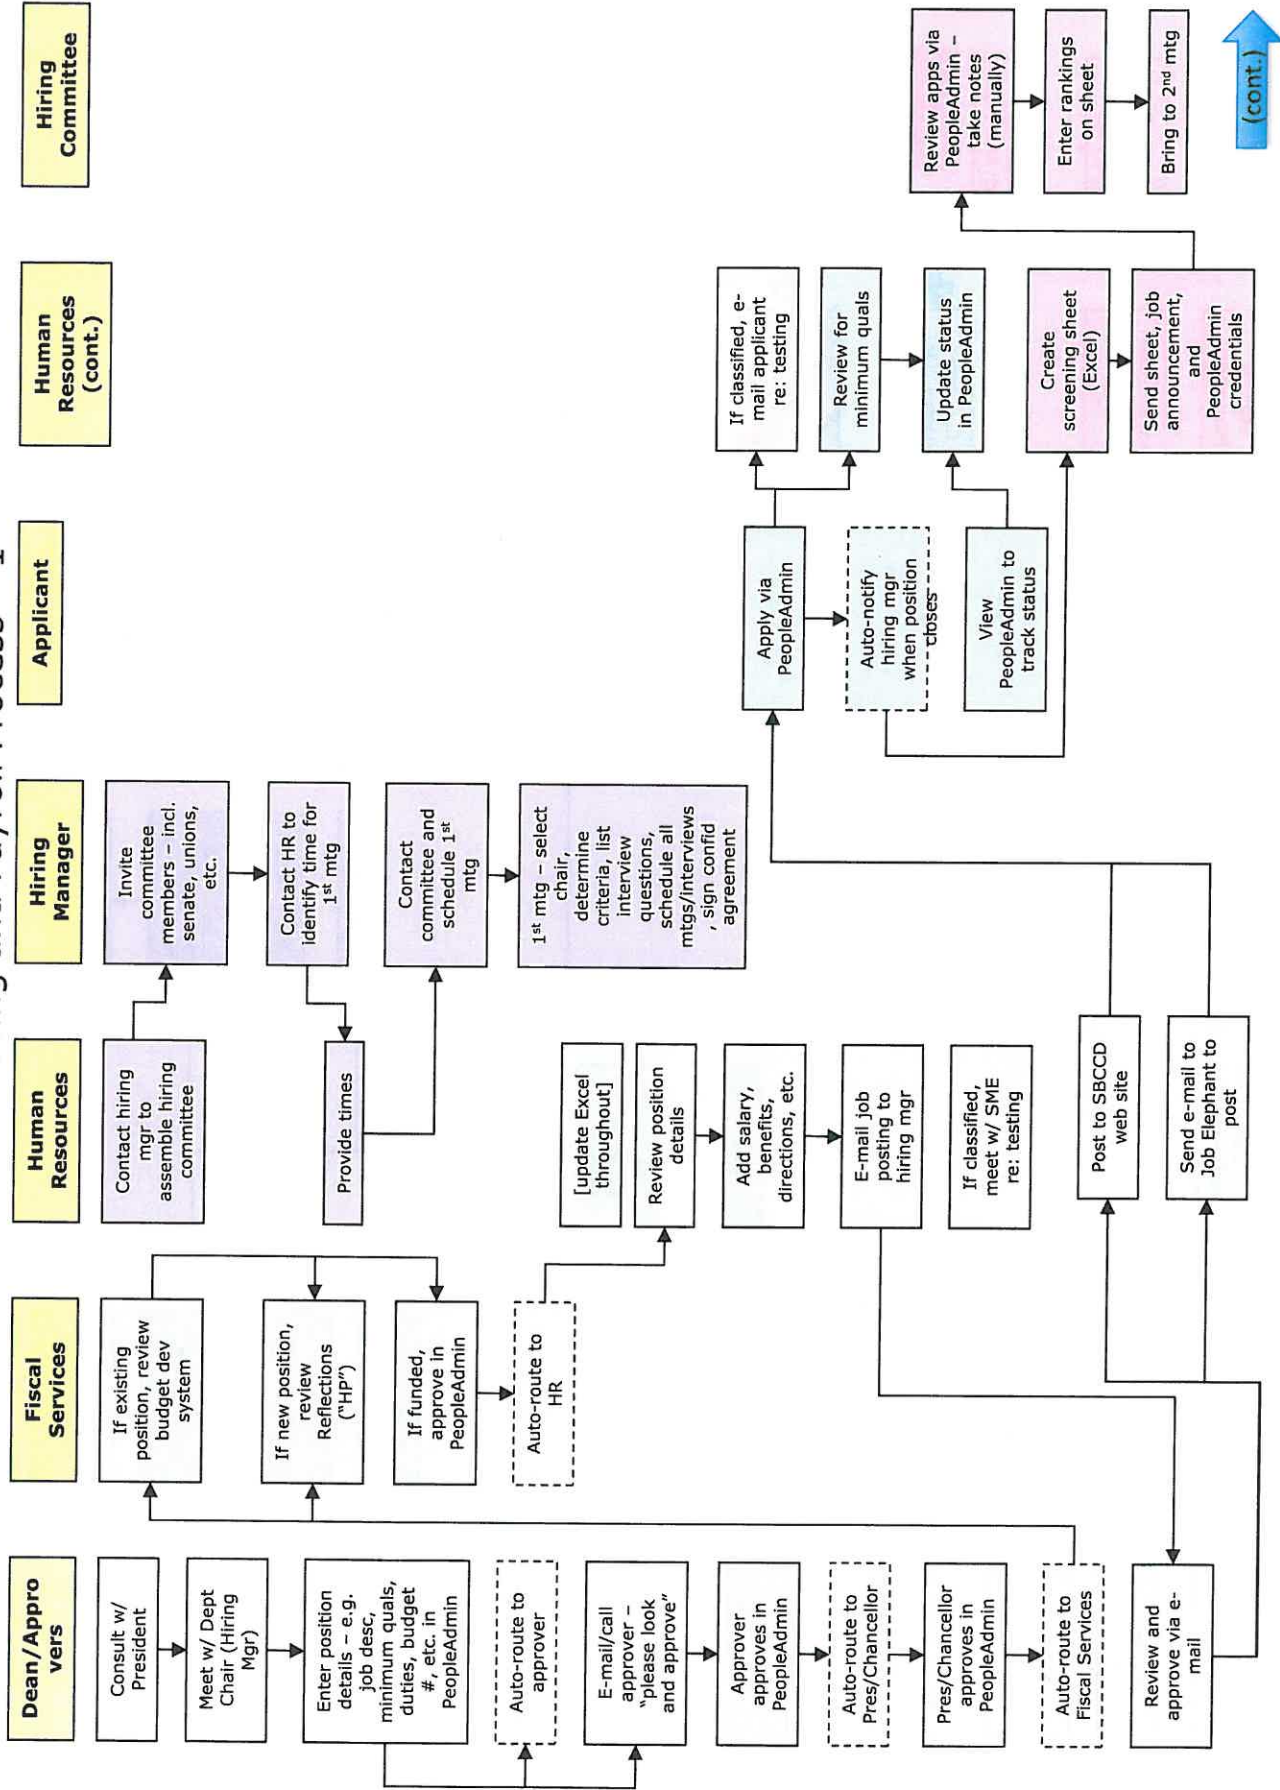 Dean/Appro
vers
Consult w/
President
Meet w/ Dept
Chair (Hiring
Mgr)
Enter position
details – e.g.
job desc,
minimum quals,
duties, budget
#, etc. in
PeopleAdmin
Auto-route to
approver
E-mail/call
approver –
"please look
and approve"
Approver
approves in
PeopleAdmin
Auto-route to
Pres/Chancellor
Pres/Chancellor
approves in
PeopleAdmin
Auto-route to
Fiscal Services
Review and
approve via e-
mail
Fiscal
Services
If existing
position, review
budget dev
system
If new position,
review
Reflections
("HP")
If funded,
approve in
PeopleAdmin
Auto-route to
HR
Human
Resources
Contact hiring
mgr to
assemble hiring
committee
Provide times
[update Excel
throughout]
Review position
details
Add salary,
benefits,
directions, etc.
E-mail job
posting to
hiring mgr
If classified,
meet w/ SME
re: testing
Post to SBCCD
web site
Send e-mail to
Job Elephant to
post
Hiring
Manager
Invite
committee
members – incl.
senate, unions,
etc.
Contact HR to
identify time for
1st mtg
Contact
committee and
schedule 1st
mtg
1st mtg – select
chair,
determine
criteria, list
interview
questions,
schedule all
mtgs/interviews
, sign confid
agreement
Applicant
Apply via
PeopleAdmin
Auto-notify
hiring mgr
when position
closes
View
PeopleAdmin to
track status
Human
Resources
(cont.)
If classified, e-
mail applicant
re: testing
Review for
minimum quals
Update status
in PeopleAdmin
Create
screening sheet
(Excel)
Send sheet, job
announcement,
and
PeopleAdmin
credentials
Hiring
Committee
Review apps via
PeopleAdmin –
take notes
(manually)
Enter rankings
on sheet
Bring to 2nd mtg
(cont.)